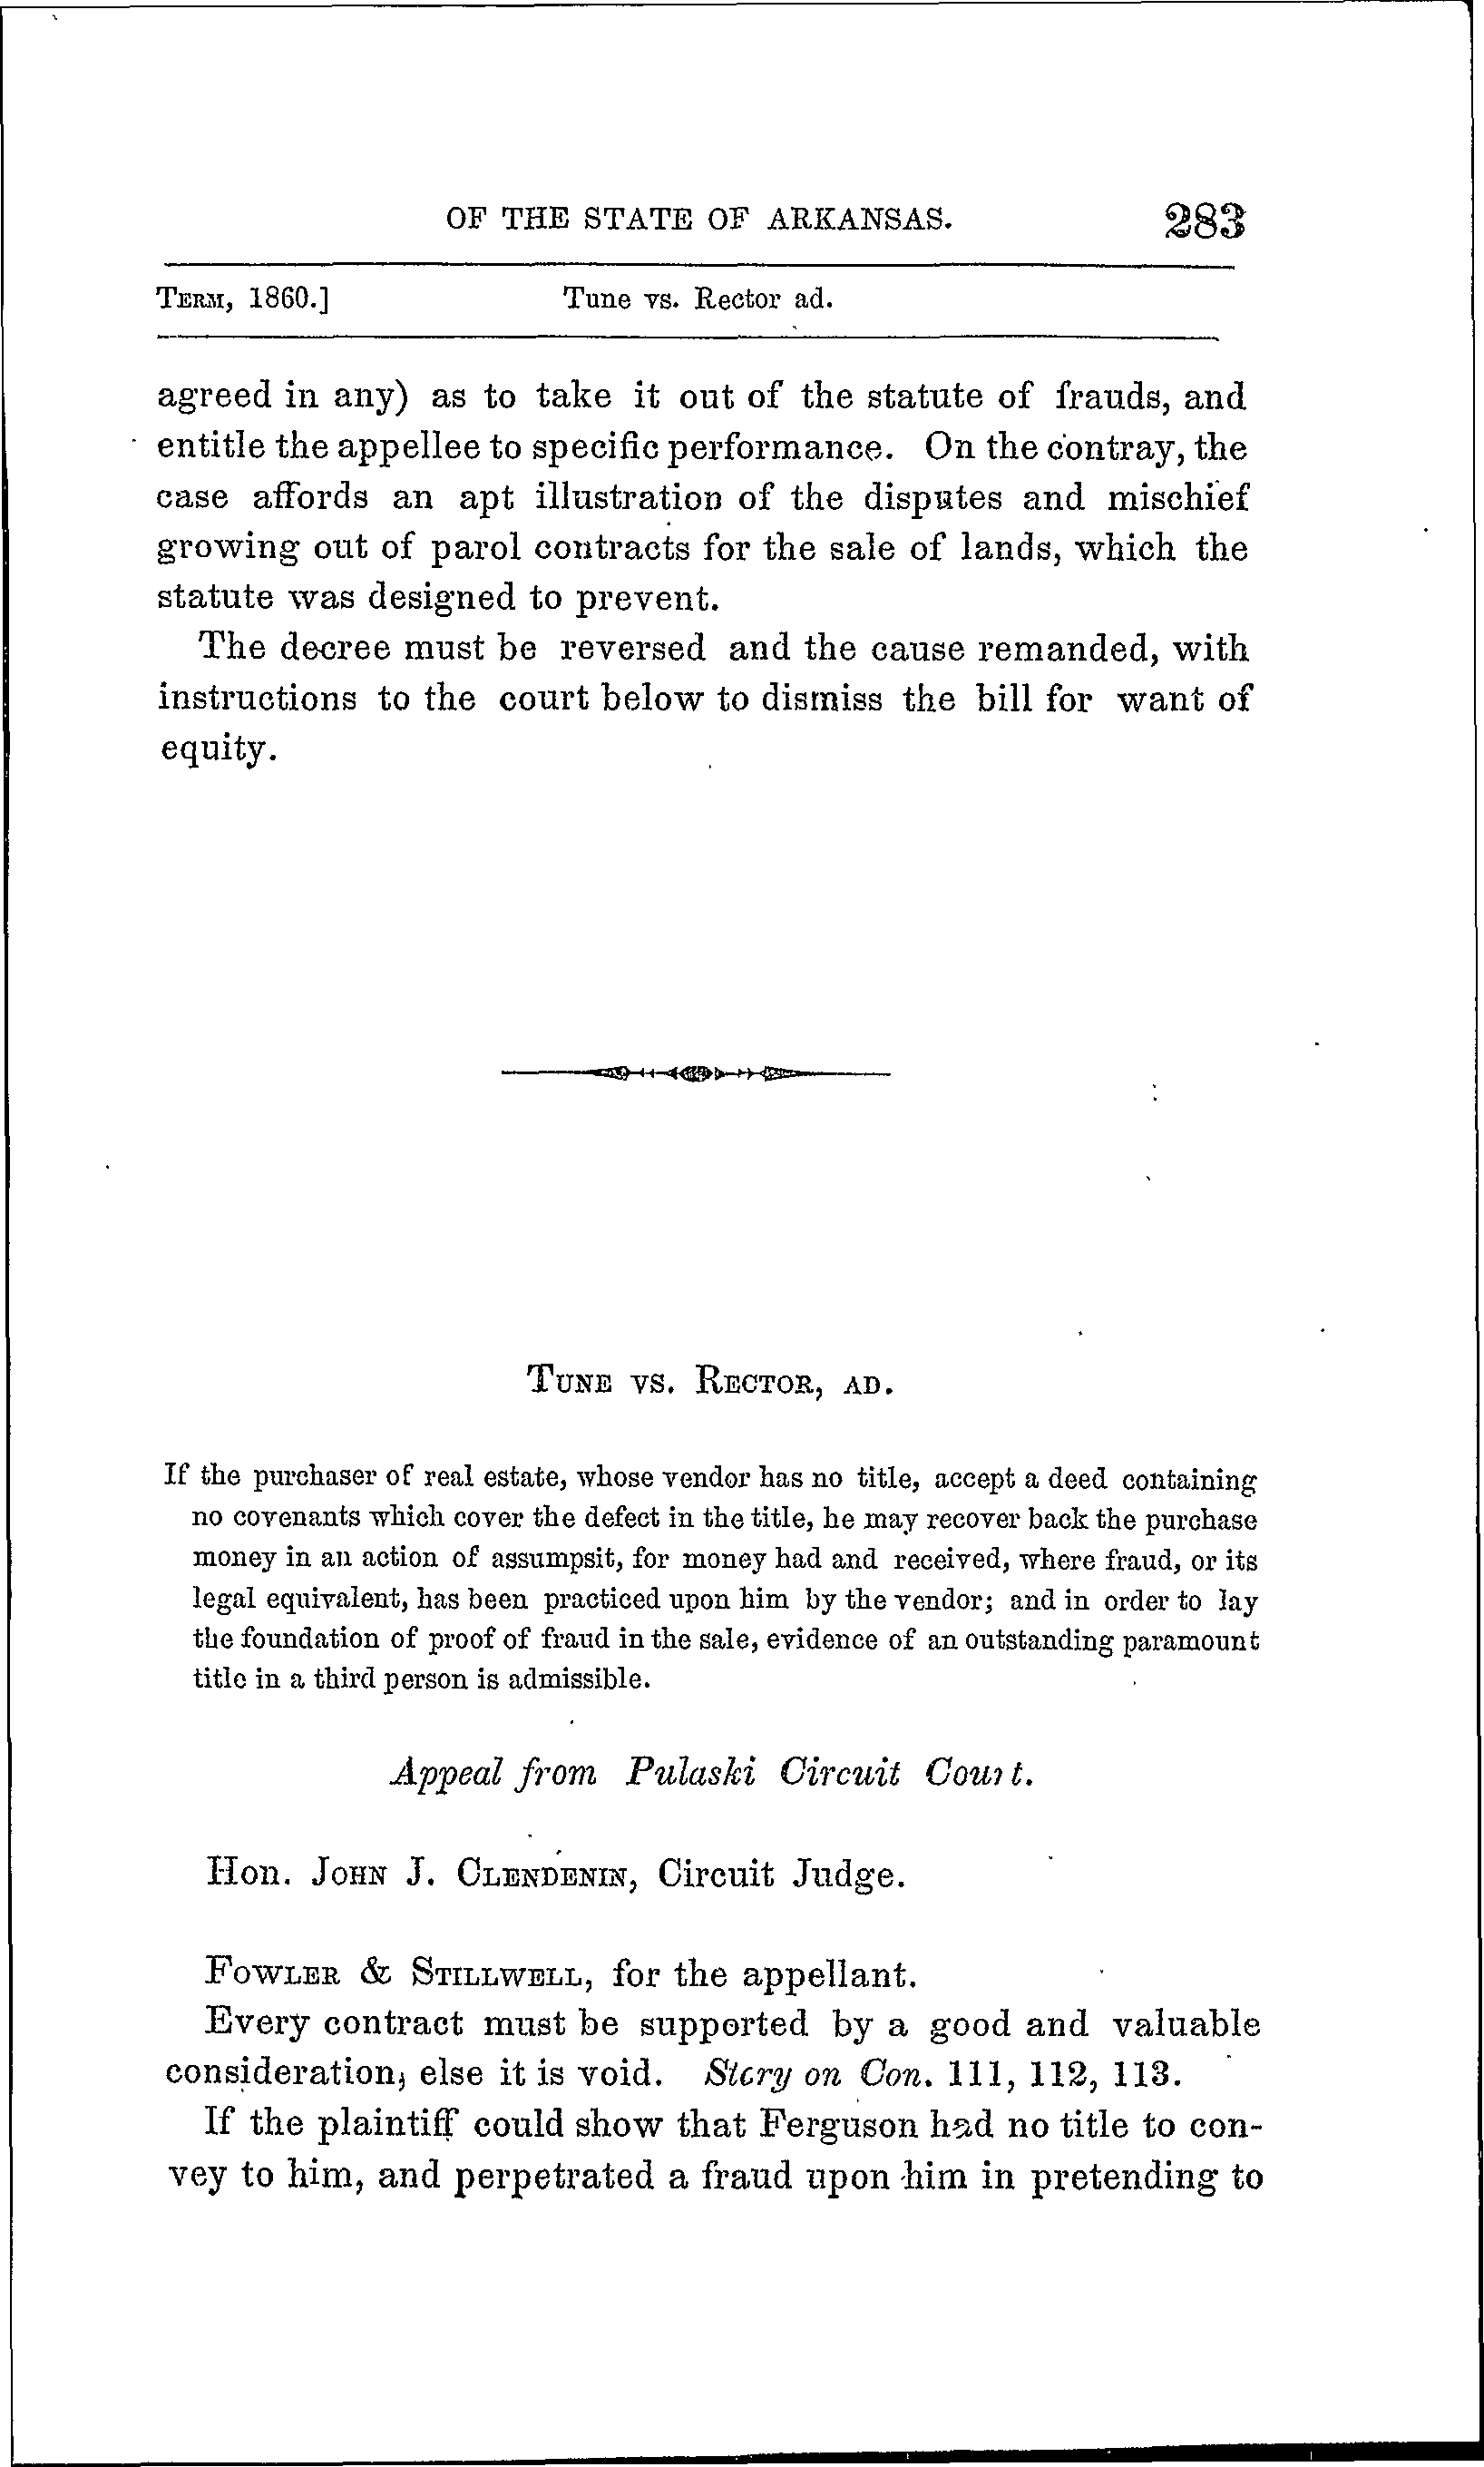 OF THE STATE OF ARKANSAS. 283
TERM, 1860.] Tune vs. Rector ad.
agreed in any) as to take it out of the statute of frauds, and
entitle the appellee to specific performance. On the contray, the
case affords an apt illustration of the disputes and mischief
growing out of parol contracts for the sale of lands, which the
statute was designed to prevent.
The decree must be reversed and the cause remanded, with
instructions to the court below to dismiss the bill for want of
equity.
TUNE VS. RECTOR, AD.
If the purchaser of real estate, whose vendor has no title, accept a deed containing
no covenants which cover the defect in the title, he may recover back the purchase
money in an action of assumpsit, for money had and received, where fraud, or its
legal equivalent, has been practiced upon him by the vendor; and in order to lay
the foundation of proof of fraud in the sale, evidence of an outstanding paramount
title in a third person is admissible.
Appeal from Pulaski Circuit Court.
Hon. JOHN J. CLENDENIN, Circuit Judge.
FOWLER & STILLWELL, for the appellant.
Every contract must be supported by a good and valuable
consideration, else it is void. Story on Con. 111, 112, 113.
If the plaintiff could show that Ferguson had no title to con-
vey to him, and perpetrated a fraud upon him in pretending to